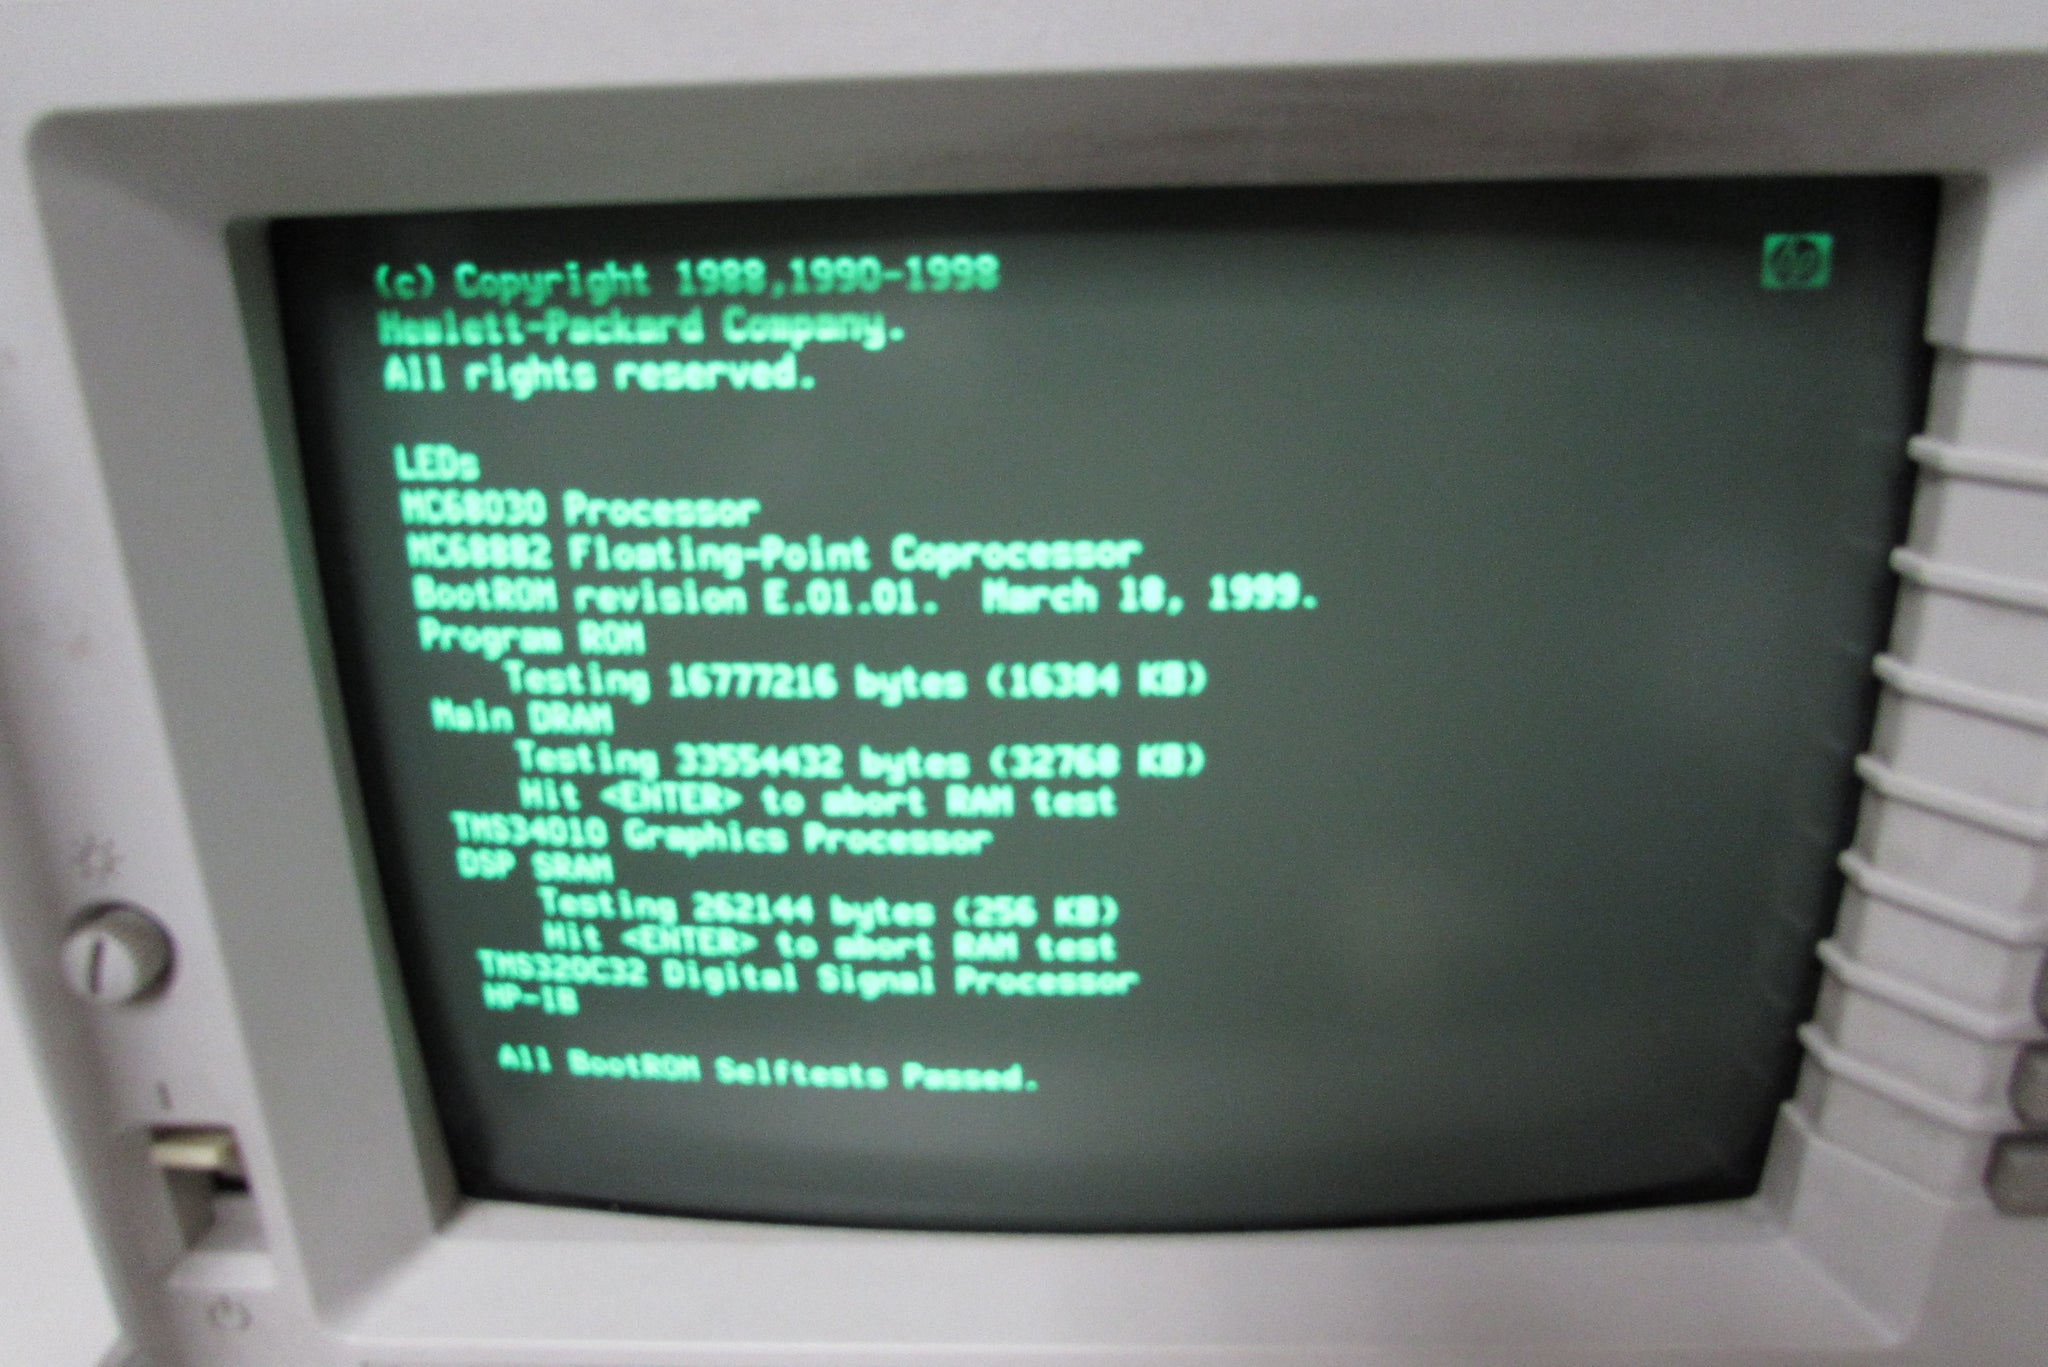 (c) Copyright 1988,1990-1998
Hewlett-Packard Company.
All rights reserved.
LEDs
MC68030 Processor
MC68882 Floating-Point Coprocessor
BootROM revision E.01.01.  March 18, 1999.
Program ROM
Testing 16777216 bytes (16384 KB)
Main DRAM
Testing 33554432 bytes (32768 KB)
Hit <ENTER> to abort RAM test
TMS34010 Graphics Processor
DSP SRAM
Testing 262144 bytes (256 KB)
Hit <ENTER> to abort RAM test
TMS320C32 Digital Signal Processor
HP-IB
All BootROM Selftests Passed.
hp